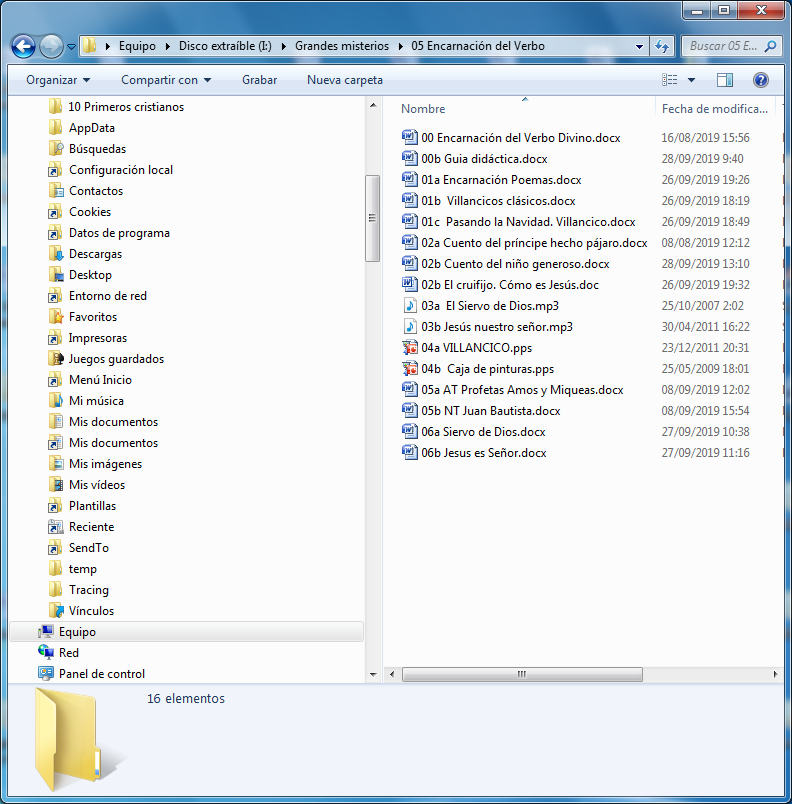 Equipo Disco extraíble (I:) Grandes misterios 05 Encarnación del Verbo Buscar 05 E...
Organizar Compartir con Grabar Nueva carpeta
10 Primeros cristianos
AppData
Búsquedas
Configuración local
Contactos
Cookies
Datos de programa
Descargas
Desktop
Entorno de red
Favoritos
Impresoras
Juegos guardados
Menú Inicio
Mi música
Mis documentos
Mis documentos
Mis imágenes
Mis vídeos
Plantillas
Reciente
SendTo
temp
Tracing
Vínculos
Equipo
Red
Panel de control
Nombre Fecha de modifica...
00 Encarnación del Verbo Divino.docx 16/08/2019 15:56
00b Guia didáctica.docx 28/09/2019 9:40
01a Encarnación Poemas.docx 26/09/2019 19:26
01b  Villancicos clásicos.docx 26/09/2019 18:19
01c  Pasando la Navidad. Villancico.docx 26/09/2019 18:49
02a Cuento del príncipe hecho pájaro.docx 08/08/2019 12:12
02b Cuento del niño generoso.docx 28/09/2019 13:10
02b El cruifijo. Cómo es Jesús.doc 26/09/2019 19:32
03a  El Siervo de Dios.mp3 25/10/2007 2:02
03b Jesús nuestro señor.mp3 30/04/2011 16:22
04a VILLANCICO.pps 23/12/2011 20:31
04b  Caja de pinturas.pps 25/05/2009 18:01
05a AT Profetas Amos y Miqueas.docx 08/09/2019 12:02
05b NT Juan Bautista.docx 08/09/2019 15:54
06a Siervo de Dios.docx 27/09/2019 10:38
06b Jesus es Señor.docx 27/09/2019 11:16
16 elementos